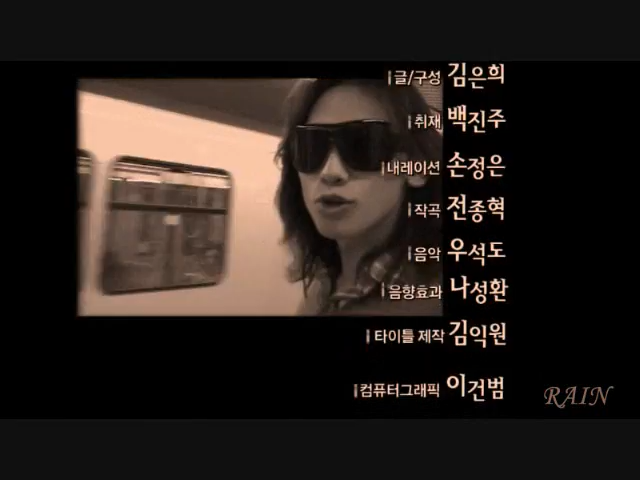 글/구성 김은희
취재 백진주
내레이션 손정은
작곡 전종혁
음악 우석도
음향효과 나성환
타이틀 제작 김익원
컴퓨터그래픽 이건범
RAIN